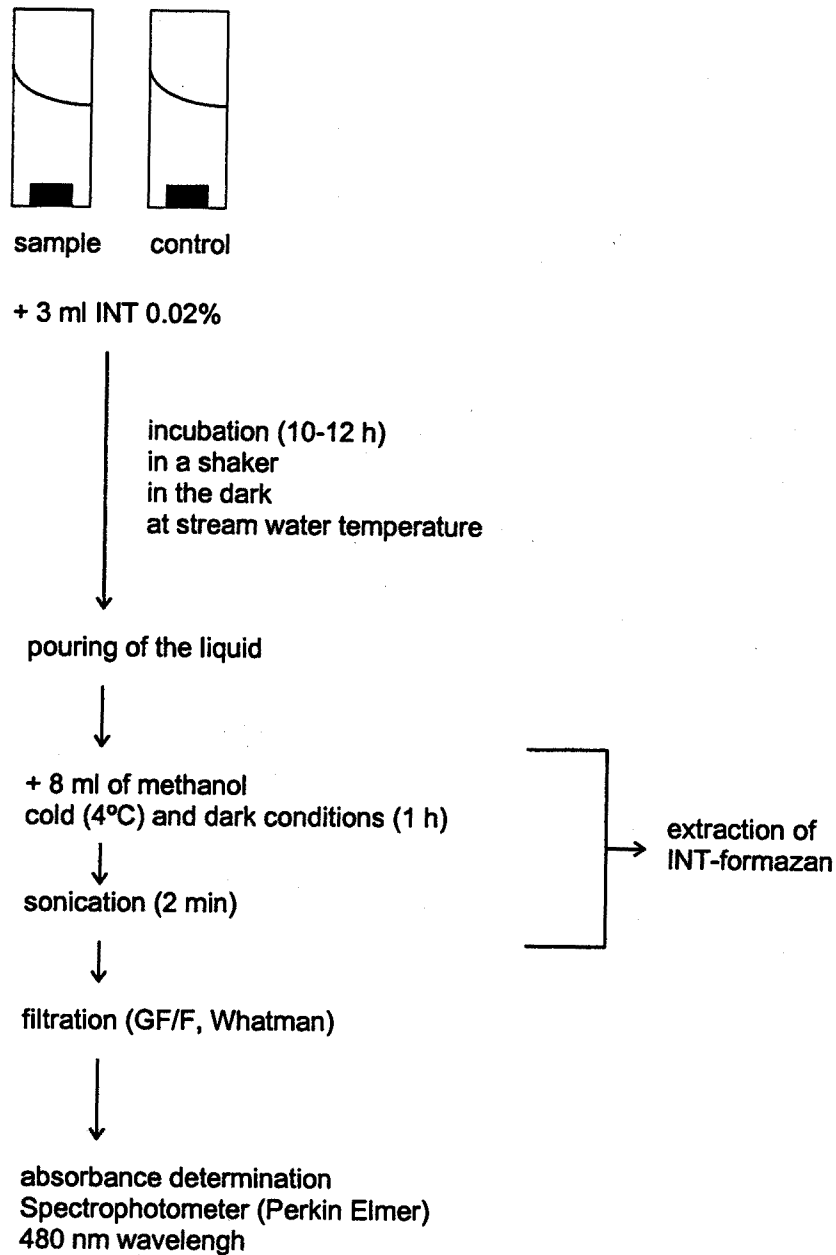 sample control
+ 3 ml INT 0.02%
incubation (10-12 h)
in a shaker
in the dark
at stream water temperature
pouring of the liquid
+ 8 ml of methanol
cold (4ºC) and dark conditions (1 h)
extraction of
INT-formazan
sonication (2 min)
filtration (GF/F, Whatman)
absorbance determination
Spectrophotometer (Perkin Elmer)
480 nm wavelengh